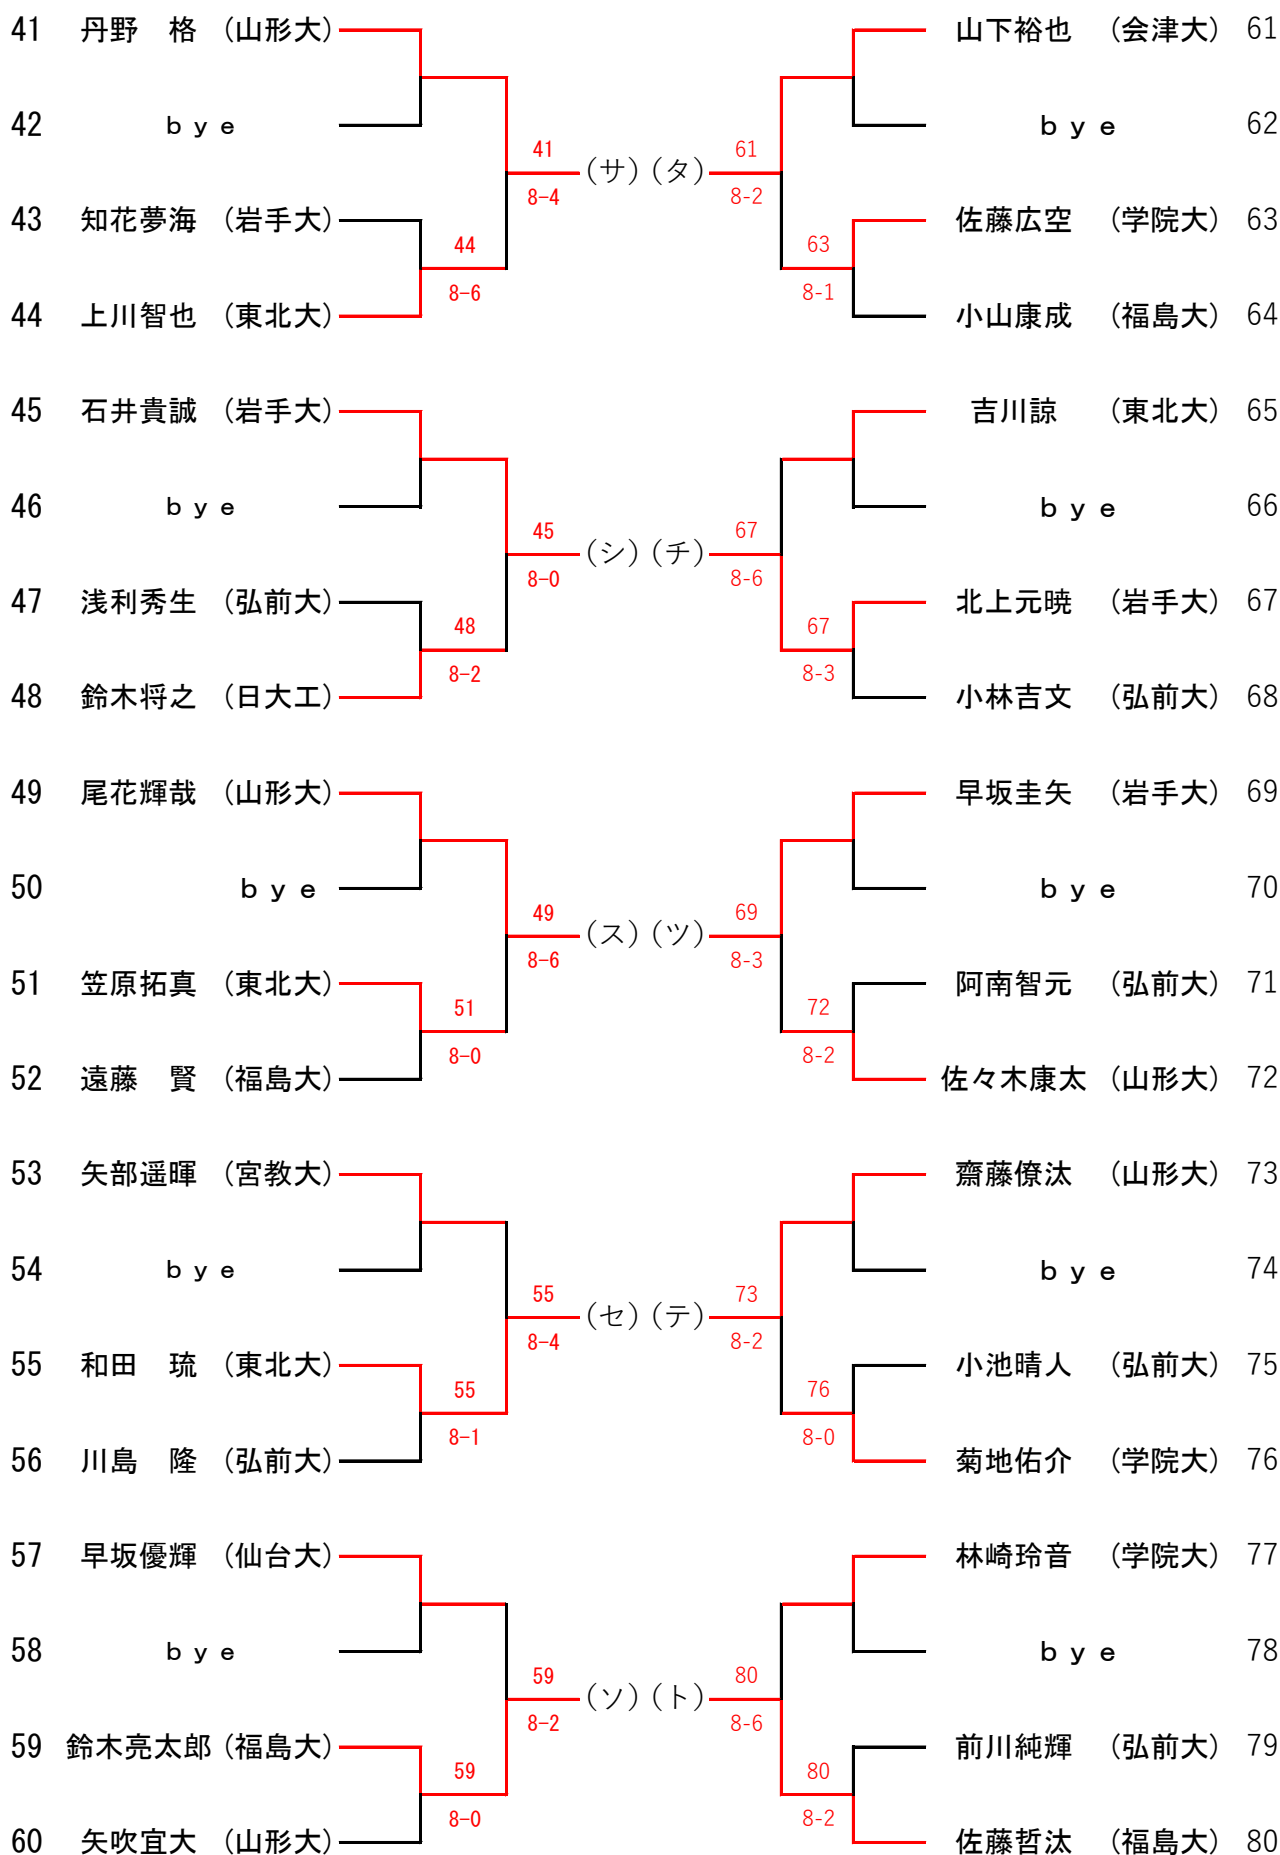 41 丹野　格 （山形大） 山下裕也 （会津大） 61
42 ｂｙｅ ｂｙｅ 62
41 （サ）（タ） 61
8-4 8-2
43 知花夢海 （岩手大） 佐藤広空 （学院大） 63
44 63
8-6 8-1
44 上川智也 （東北大） 小山康成 （福島大） 64
45 石井貴誠 （岩手大） 吉川諒 （東北大） 65
46 ｂｙｅ ｂｙｅ 66
45 （シ）（チ） 67
8-0 8-6
47 浅利秀生 （弘前大） 北上元暁 （岩手大） 67
48 67
8-2 8-3
48 鈴木将之 （日大工） 小林吉文 （弘前大） 68
49 尾花輝哉 （山形大） 早坂圭矢 （岩手大） 69
50 ｂｙｅ ｂｙｅ 70
49 （ス）（ツ） 69
8-6 8-3
51 笠原拓真 （東北大） 阿南智元 （弘前大） 71
51 72
8-0 8-2
52 遠藤　賢 （福島大） 佐々木康太 （山形大） 72
53 矢部遥暉 （宮教大） 齋藤僚汰 （山形大） 73
54 ｂｙｅ ｂｙｅ 74
55 （セ）（テ） 73
8-4 8-2
55 和田　琉 （東北大） 小池晴人 （弘前大） 75
55 76
8-1 8-0
56 川島　隆 （弘前大） 菊地佑介 （学院大） 76
57 早坂優輝 （仙台大） 林崎玲音 （学院大） 77
58 ｂｙｅ ｂｙｅ 78
59 （ソ）（ト） 80
8-2 8-6
59 鈴木亮太郎 （福島大） 前川純輝 （弘前大） 79
59 80
8-0 8-2
60 矢吹宜大 （山形大） 佐藤哲汰 （福島大） 80